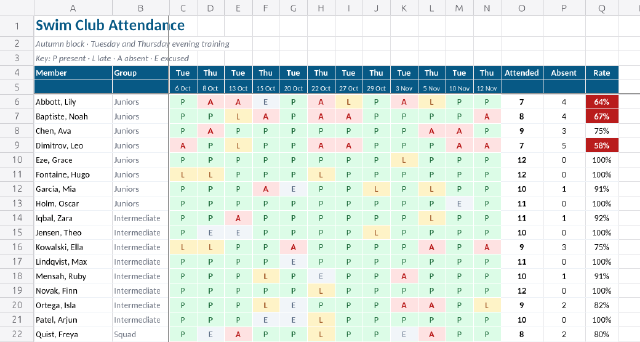 C D E F G H I J K L M N O P Q
A B
1 Swim Club Attendance
2 Autumn block · Tuesday and Thursday evening training
3 Key: P present · L late · A absent · E excused
4 Member Group Tue Thu Tue Thu Tue Thu Tue Thu Tue Thu Tue Thu Attended Absent Rate
5 6 Oct 8 Oct 13 Oct 15 Oct 20 Oct 22 Oct 27 Oct 29 Oct 3 Nov 5 Nov 10 Nov 12 Nov
6 Abbott, Lily Juniors P A A E P A L P A L P P 7 4 64%
7 Baptiste, Noah Juniors P P L A P A A P P P P A 8 4 67%
8 Chen, Ava Juniors P A P P P P P P P A A P 9 3 75%
9 Dimitrov, Leo Juniors A P L P P A A P P P A A 7 5 58%
10 Eze, Grace Juniors P P P P P P P P L P P P 12 0 100%
11 Fontaine, Hugo Juniors L L P P P L P P P P P P 12 0 100%
12 Garcia, Mia Juniors P P P A E P P L P L P P 10 1 91%
13 Holm, Oscar Juniors P P P P P P P P P P E P 11 0 100%
14 Iqbal, Zara Intermediate P P A P P P P P P L P P 11 1 92%
15 Jensen, Theo Intermediate P E E P P P P L P P P P 10 0 100%
16 Kowalski, Ella Intermediate L L P P A P P P P A P A 9 3 75%
17 Lindqvist, Max Intermediate P P P P E P P P P P P P 11 0 100%
18 Mensah, Ruby Intermediate P P P L P E P P A P P P 10 1 91%
19 Novak, Finn Intermediate P P P P P L P P P P P P 12 0 100%
20 Ortega, Isla Intermediate P P P L E P P P A A P L 9 2 82%
21 Patel, Arjun Intermediate P P P E E L P P P P P P 10 0 100%
22 Quist, Freya Squad P E A P P L P P E A P P 8 2 80%